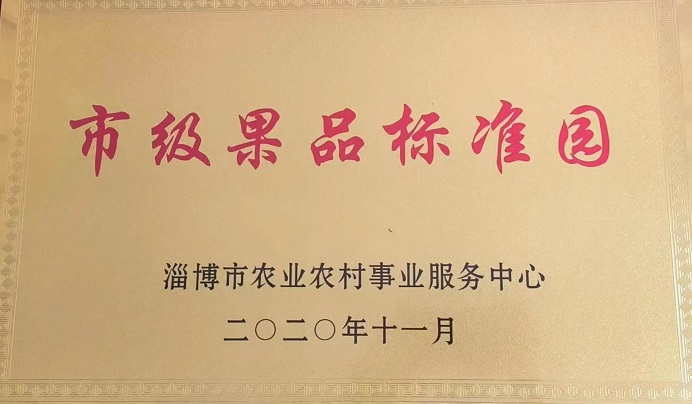 市级果品标准园
淄博市农业农村事业服务中心
二〇二〇年十一月